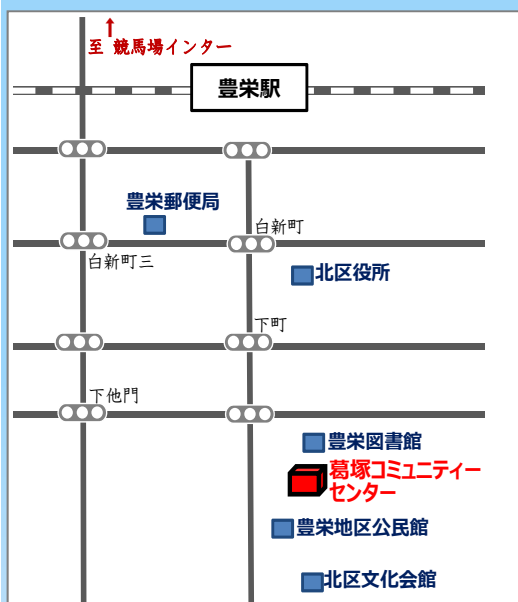 至 競馬場インター
豊栄駅
豊栄郵便局
白新町
白新町三
北区役所
下町
下他門
豊栄図書館
葛塚コミュニティー
センター
豊栄地区公民館
北区文化会館